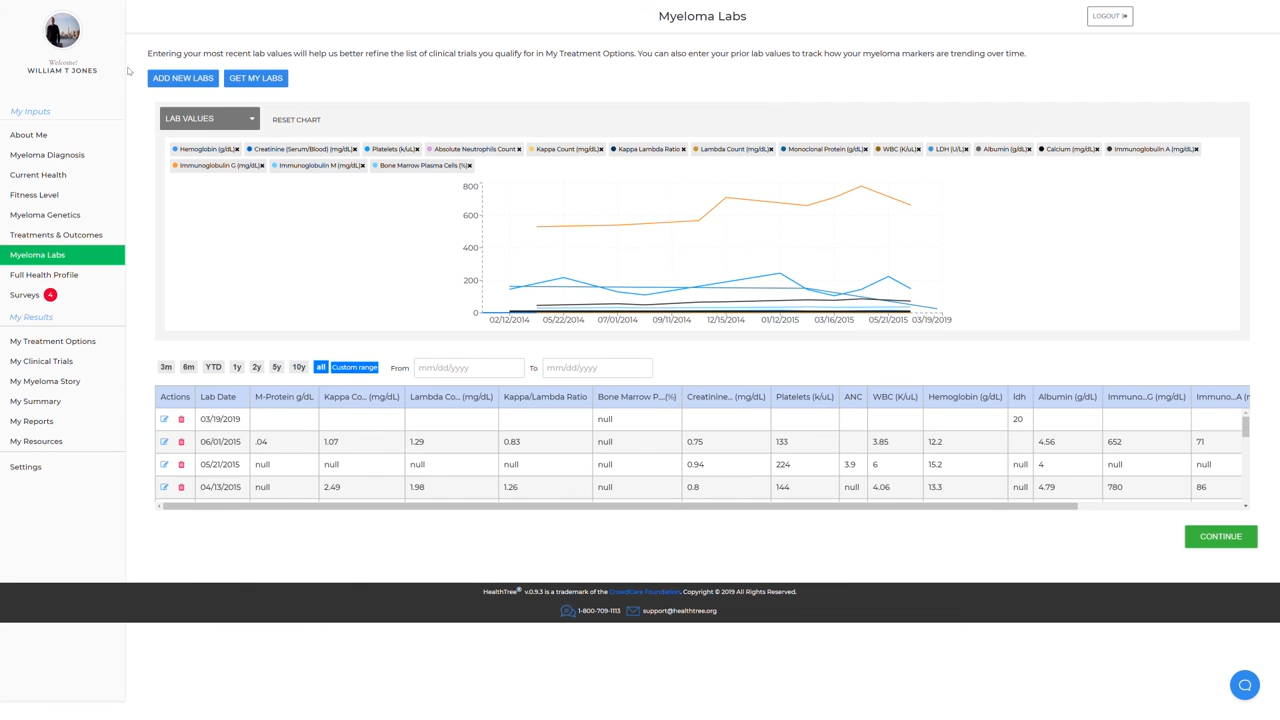 Myeloma Labs
LOGOUT
Welcome!
WILLIAM T JONES
Entering your most recent lab values will help us better refine the list of clinical trials you qualify for in My Treatment Options. You can also enter your prior lab values to track how your myeloma markers are trending over time.
ADD NEW LABS GET MY LABS
My Inputs
About Me
Myeloma Diagnosis
Current Health
Fitness Level
Myeloma Genetics
Treatments & Outcomes
Myeloma Labs
Full Health Profile
Surveys 4
My Results
My Treatment Options
My Clinical Trials
My Myeloma Story
My Summary
My Reports
My Resources
Settings
LAB VALUES RESET CHART
Hemoglobin (g/dL) Creatinine (Serum/Blood) (mg/dL) Platelets (k/uL) Absolute Neutrophils Count Kappa Count (mg/dL) Kappa Lambda Ratio Lambda Count (mg/dL) Monoclonal Protein (g/dL) WBC (K/uL) LDH (U/L) Albumin (g/dL) Calcium (mg/dL) Immunoglobulin A (mg/dL)
Immunoglobulin G (mg/dL) Immunoglobulin M (mg/dL) Bone Marrow Plasma Cells (%)
800
600
400
200
0
02/12/2014 05/22/2014 07/01/2014 09/11/2014 12/15/2014 01/12/2015 03/16/2015 05/21/2015 03/19/2019
3m 6m YTD 1y 2y 5y 10y all Custom range From mm/dd/yyyy To mm/dd/yyyy
Actions Lab Date M-Protein g/dL Kappa Co... (mg/dL) Lambda Co... (mg/dL) Kappa/Lambda Ratio Bone Marrow P....(%) Creatinine... (mg/dL) Platelets (k/uL) ANC WBC (K/uL) Hemoglobin (g/dL) ldh Albumin (g/dL) Immuno...G (mg/dL) Immuno...A (m
03/19/2019 null 20
06/01/2015 .04 1.07 1.29 0.83 null 0.75 133 3.85 12.2 4.56 652 71
05/21/2015 null null null null null 0.94 224 3.9 6 15.2 null 4 null null
04/13/2015 null 2.49 1.98 1.26 null 0.8 144 null 4.06 13.3 null 4.79 780 86
CONTINUE
HealthTree® v.0.9.3 is a trademark of the CrowdCare Foundation. Copyright © 2019 All Rights Reserved.
1-800-709-1113 support@healthtree.org